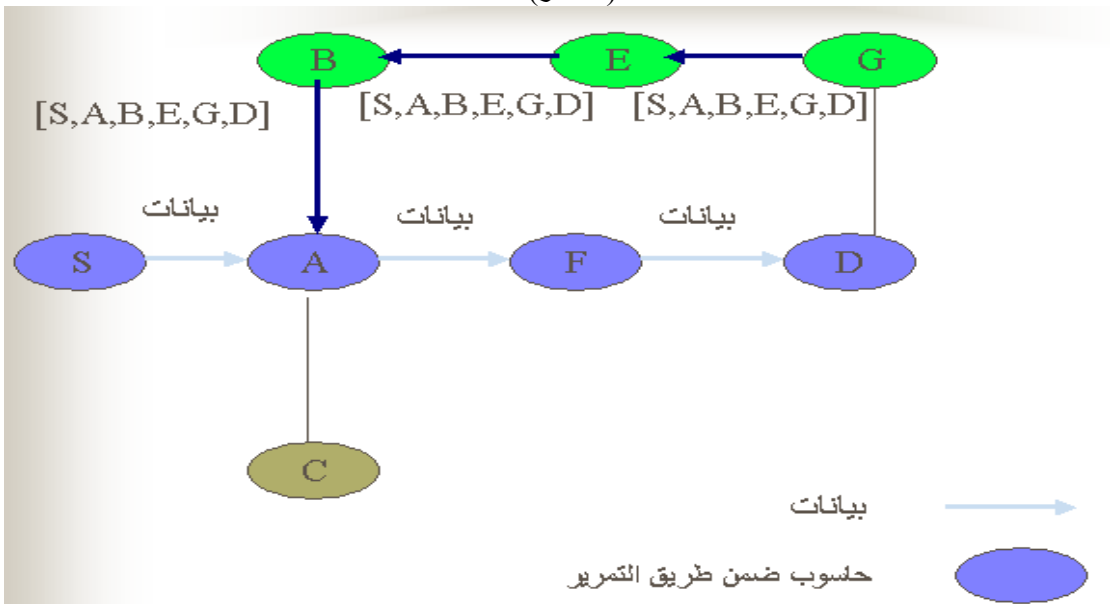 B E G
[S,A,B,E,G,D] [S,A,B,E,G,D] [S,A,B,E,G,D]
بيانات بيانات بيانات
S A F D
C
بيانات
حاسوب ضمن طريق التمرير